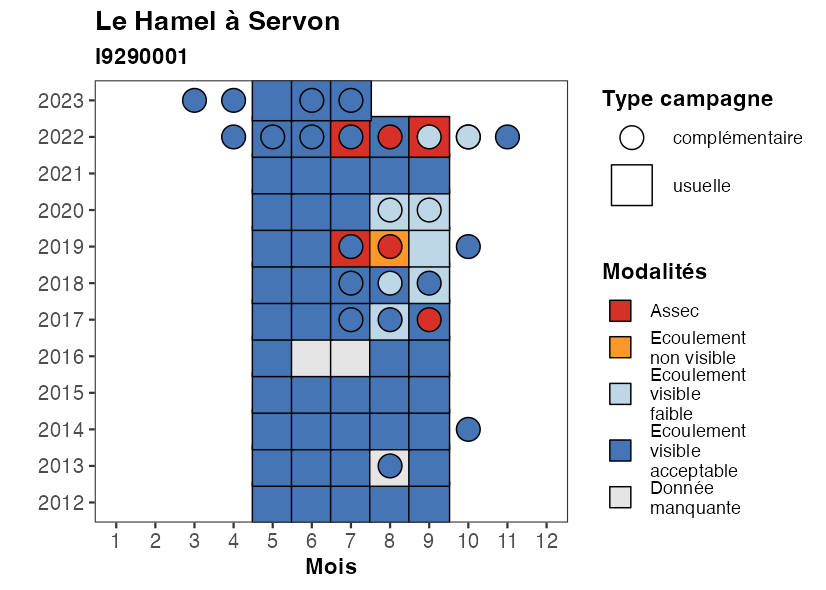 Le Hamel à Servon
I9290001
2023
2022
2021
2020
2019
2018
2017
2016
2015
2014
2013
2012
1 2 3 4 5 6 7 8 9 10 11 12
Mois
Type campagne
complémentaire
usuelle
Modalités
Assec
Ecoulement
non visible
Ecoulement
visible
faible
Ecoulement
visible
acceptable
Donnée
manquante